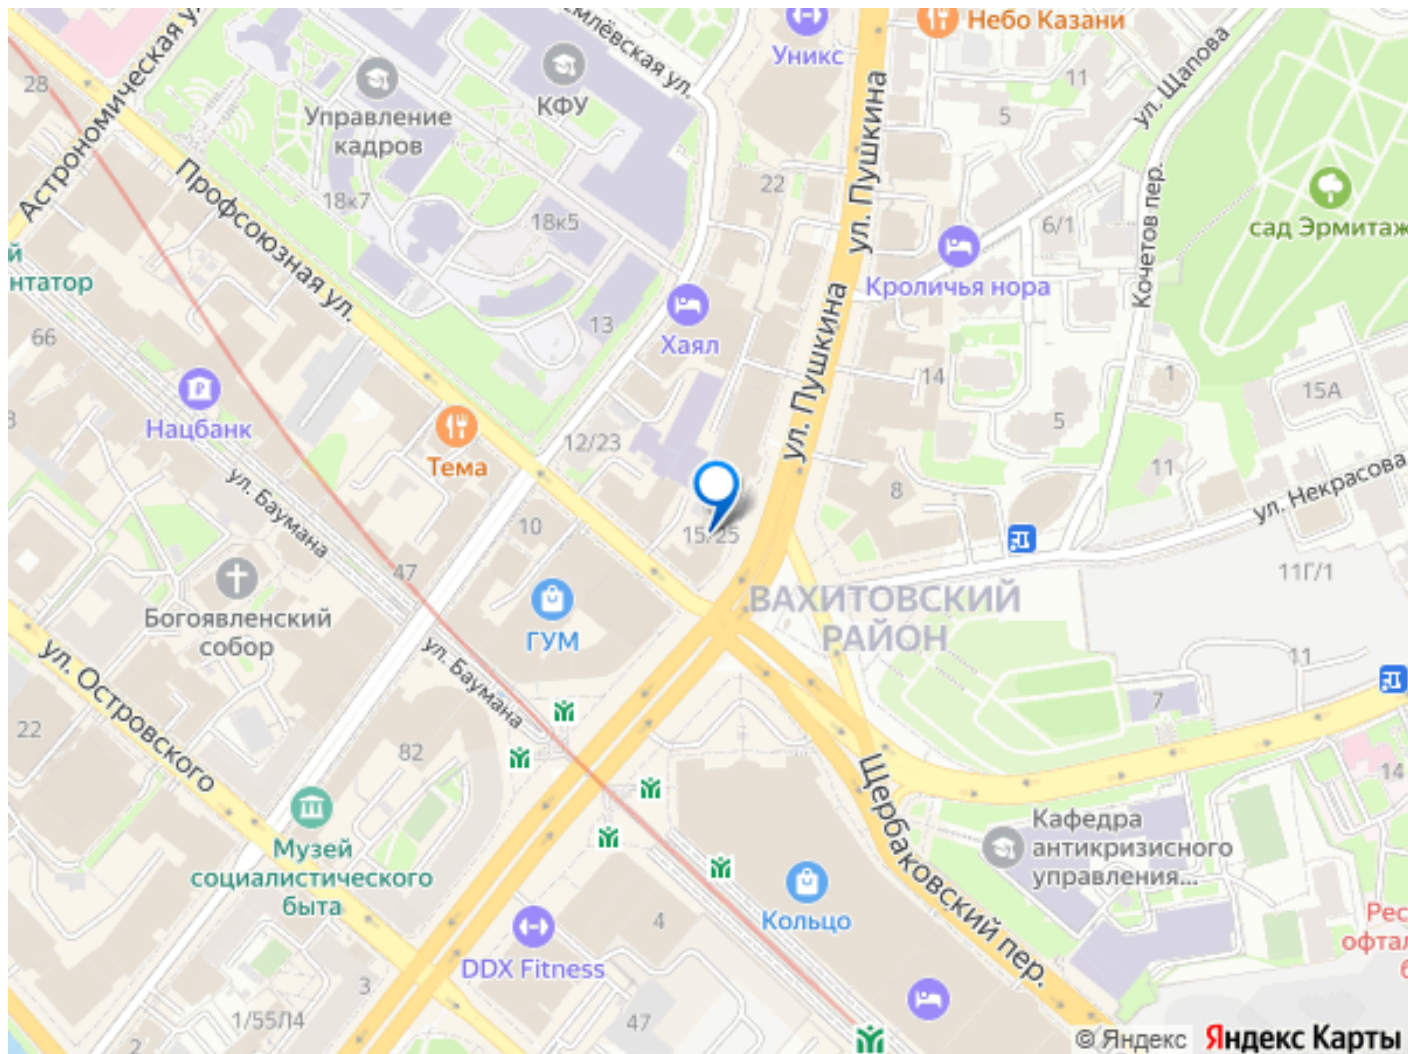 Небо Казани
Уникс
Кремлёвская ул.
КФУ
Управление
кадров
28
Астрономическая ул.
Профсоюзная ул.
18к7
18к5
22
11
5
ул. Щапова
ул. Пушкина
6/1
Кочетов пер.
сад Эрмитаж
Кроличья нора
й
нтатор
66
13
Хаял
ул. Пушкина
14
1
15А
Нацбанк
Тема
12/23
5
11
8
ул. Некрасова
ул. Баумана
10
15/25
47
11Г/1
Богоявленский
собор
ГУМ
ВАХИТОВСКИЙ
РАЙОН
ул. Баумана
ул. Островского
11
7
22
82
Щербаковский пер.
14
Музей
социалистического
быта
Кафедра
антикризисного
управления...
Кольцо
4
DDX Fitness
Рес
офтал
б
3
1/55Л4
2
47
© Яндекс
Яндекс Карты